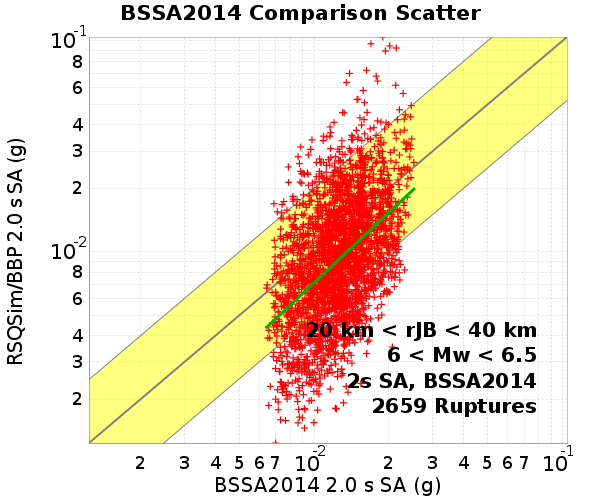 BSSA2014 Comparison Scatter
RSQSim/BBP 2.0 s SA (g)
10-1
8
6
4
3
2
10-2
8
6
4
3
2
20 km < rJB < 40 km
6 < Mw < 6.5
2s SA, BSSA2014
2659 Ruptures
2 3 4 5 6 7 10-2 2 3 4 5 6 7 10-1
BSSA2014 2.0 s SA (g)